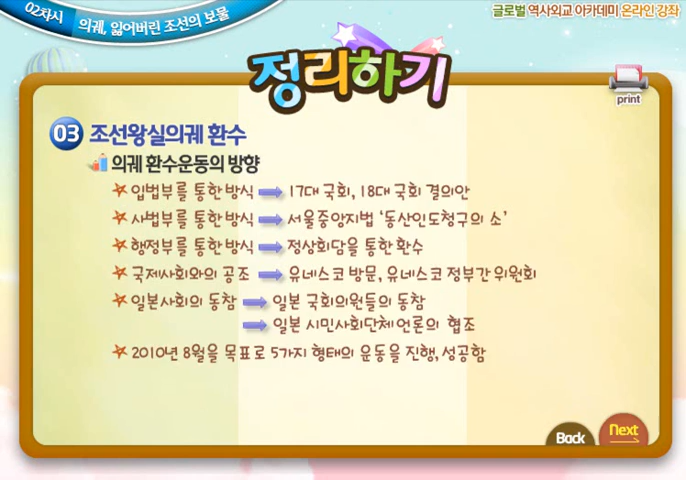 02차시 의궤, 잃어버린 조선의 보물
글로벌 역사외교 아카데미 온라인 강좌
정리하기
print
03 조선왕실의궤 환수
의궤 환수운동의 방향
입법부를 통한 방식 17대 국회, 18대 국회 결의안
사법부를 통한 방식 서울중앙지법 '동산인도청구의 소'
행정부를 통한 방식 정상회담을 통한 환수
국제사회와의 공조 유네스코 방문, 유네스코 정부간 위원회
일본사회의 동참 일본 국회의원들의 동참
일본 시민사회단체 언론의 협조
2010년 8월을 목표로 5가지 형태의 운동을 진행, 성공함
Back Next